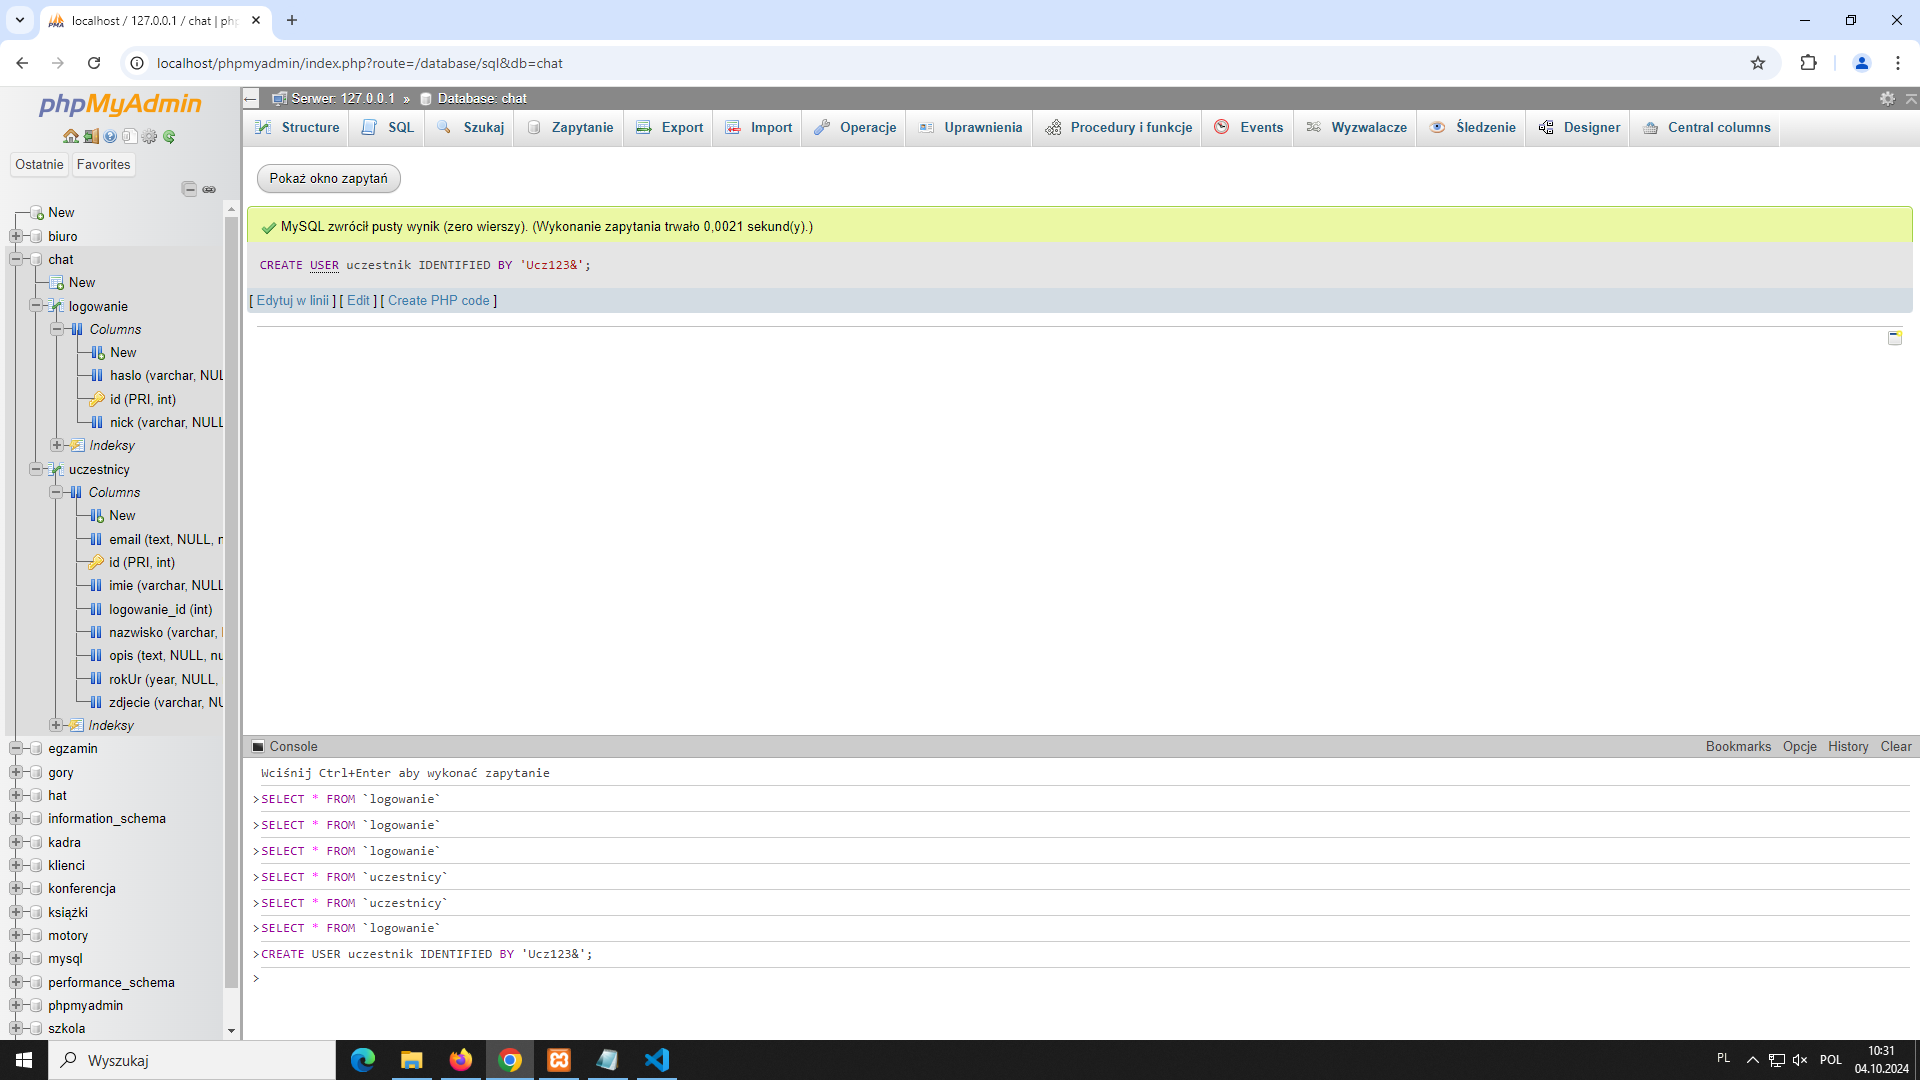 localhost / 127.0.0.1 / chat | php
localhost/phpmyadmin/index.php?route=/database/sql&db=chat
phpMyAdmin
Ostatnie Favorites
New
biuro
chat
New
logowanie
Columns
New
haslo (varchar, NUL
id (PRI, int)
nick (varchar, NULL
Indeksy
uczestnicy
Columns
New
email (text, NULL, n
id (PRI, int)
imie (varchar, NULL
logowanie_id (int)
nazwisko (varchar,
opis (text, NULL, nu
rokUr (year, NULL,
zdjecie (varchar, NU
Indeksy
egzamin
gory
hat
information_schema
kadra
klienci
konferencja
książki
motory
mysql
performance_schema
phpmyadmin
szkola
Serwer: 127.0.0.1 » Database: chat
Structure SQL Szukaj Zapytanie Export Import Operacje Uprawnienia Procedury i funkcje Events Wyzwalacze Śledzenie Designer Central columns
Pokaż okno zapytań
MySQL zwrócił pusty wynik (zero wierszy). (Wykonanie zapytania trwało 0,0021 sekund(y).)
CREATE USER uczestnik IDENTIFIED BY 'Ucz123&';
[ Edytuj w linii ] [ Edit ] [ Create PHP code ]
Console Bookmarks Opcje History Clear
Wciśnij Ctrl+Enter aby wykonać zapytanie
>SELECT * FROM `logowanie`
>SELECT * FROM `logowanie`
>SELECT * FROM `logowanie`
>SELECT * FROM `uczestnicy`
>SELECT * FROM `uczestnicy`
>SELECT * FROM `logowanie`
>CREATE USER uczestnik IDENTIFIED BY 'Ucz123&';
>
Wyszukaj
PL POL 10:31
04.10.2024